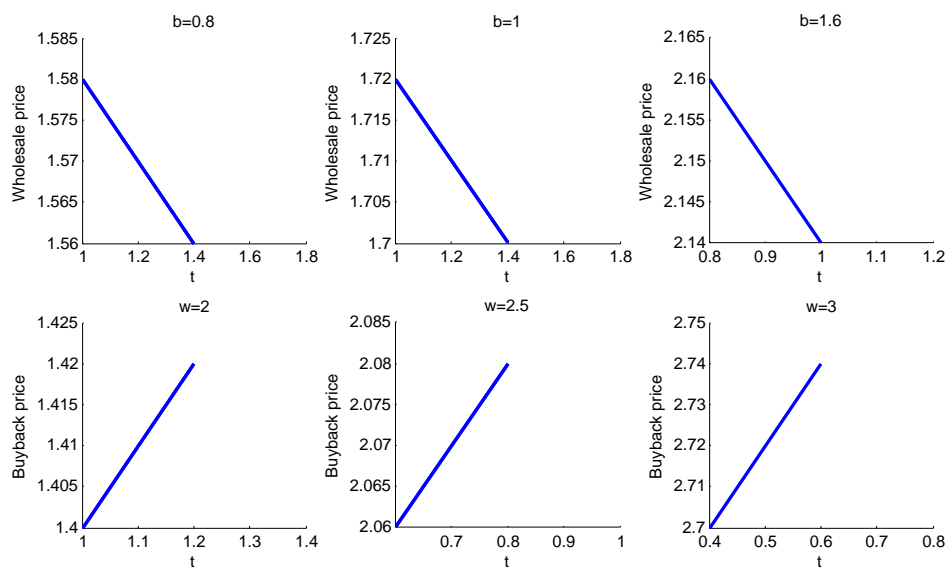 b=0.8
1.585
1.58
1.575
1.57
1.565
1.56
Wholesale price
1 1.2 1.4 1.6 1.8
t
b=1
1.725
1.72
1.715
1.71
1.705
1.7
Wholesale price
1 1.2 1.4 1.6 1.8
t
b=1.6
2.165
2.16
2.155
2.15
2.145
2.14
Wholesale price
0.8 0.9 1 1.1 1.2
t
w=2
1.425
1.42
1.415
1.41
1.405
1.4
Buyback price
1 1.1 1.2 1.3 1.4
t
w=2.5
2.085
2.08
2.075
2.07
2.065
2.06
Buyback price
0.7 0.8 0.9 1
t
w=3
2.75
2.74
2.73
2.72
2.71
2.7
Buyback price
0.4 0.5 0.6 0.7 0.8
t